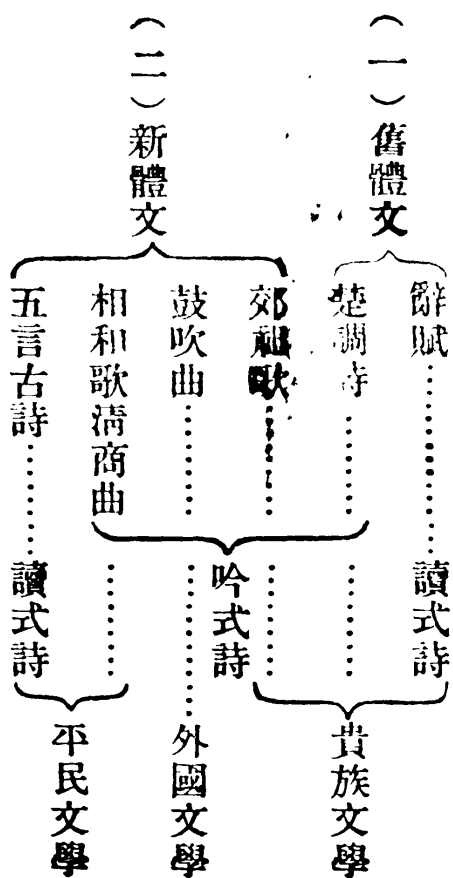 （一）舊體文
辭賦……讀式詩
楚調詩……
郊祀歌……
吟式詩
貴族文學
（二）新體文
鼓吹曲……
外國文學
相和歌清商曲……
五言古詩……讀式詩
平民文學